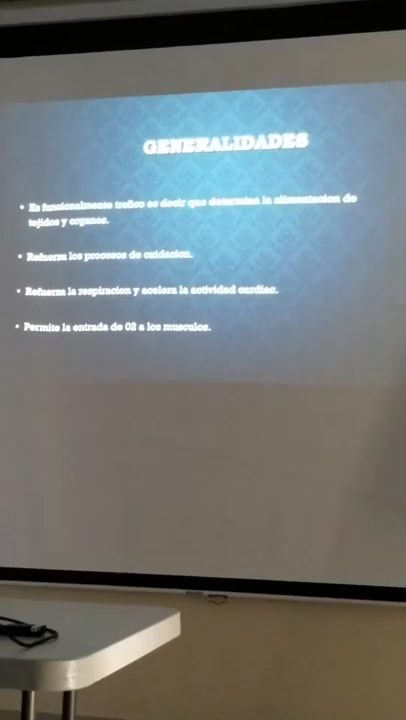 GENERALIDADES
• Es funcionalmente trofico es decir que determina la alimentacion de
tejidos y organos.
• Refuerza los procesos de oxidacion.
• Refuerza la respiracion y acelera la actividad cardiac.
• Permite la entrada de 02 a los musculos.